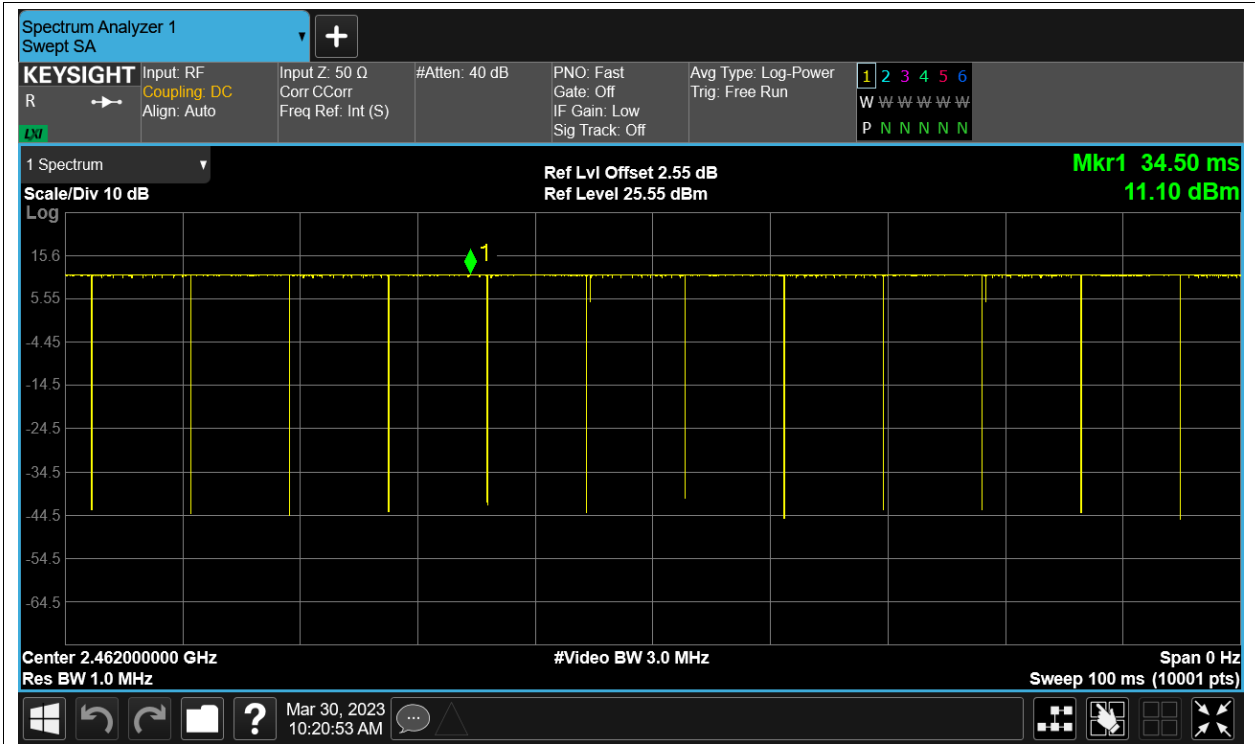 Spectrum Analyzer 1
Swept SA
KEYSIGHT
R
LXI
Input: RF
Coupling: DC
Align: Auto
Input Z: 50 Ω
Corr CCorr
Freq Ref: Int (S)
#Atten: 40 dB
PNO: Fast
Gate: Off
IF Gain: Low
Sig Track: Off
Avg Type: Log-Power
Trig: Free Run
1 2 3 4 5 6
W W W W W W
P N N N N N
1 Spectrum
Scale/Div 10 dB
Ref Lvl Offset 2.55 dB
Ref Level 25.55 dBm
Mkr1 34.50 ms
11.10 dBm
Log
1
15.6
5.55
-4.45
-14.5
-24.5
-34.5
-44.5
-54.5
-64.5
Center 2.462000000 GHz
Res BW 1.0 MHz
#Video BW 3.0 MHz
Span 0 Hz
Sweep 100 ms (10001 pts)
?
Mar 30, 2023
10:20:53 AM